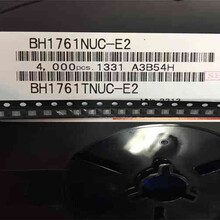 BH1761NUC-E2
4,000pcs.1331 A3B54H
BH1761TNUC-E2